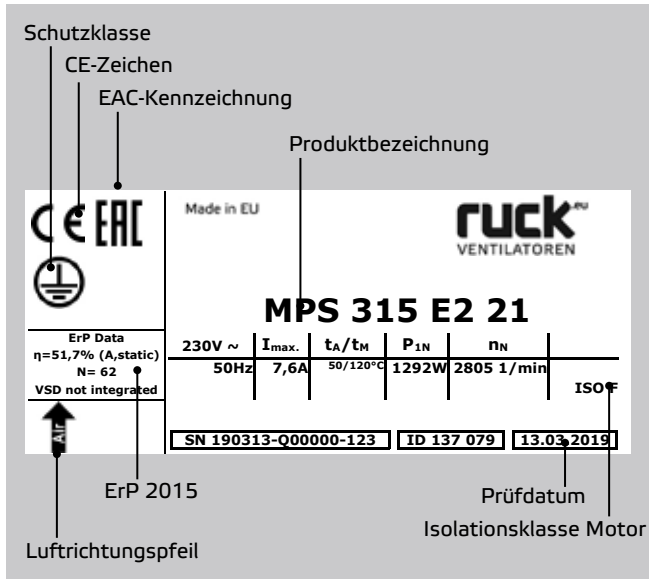 Schutzklasse
CE-Zeichen
EAC-Kennzeichnung
Produktbezeichnung
CE EAC
Made in EU
ruck.eu
VENTILATOREN
MPS 315 E2 21
ErP Data
η=51,7% (A,static)
N= 62
VSD not integrated
230V ~ Imax. tA/tM P1N nN
50Hz 7,6A 50/120°C 1292W 2805 1/min
ISO F
Air
SN 190313-Q00000-123 ID 137 079 13.03.2019
ErP 2015
Prüfdatum
Isolationsklasse Motor
Luftrichtungspfeil